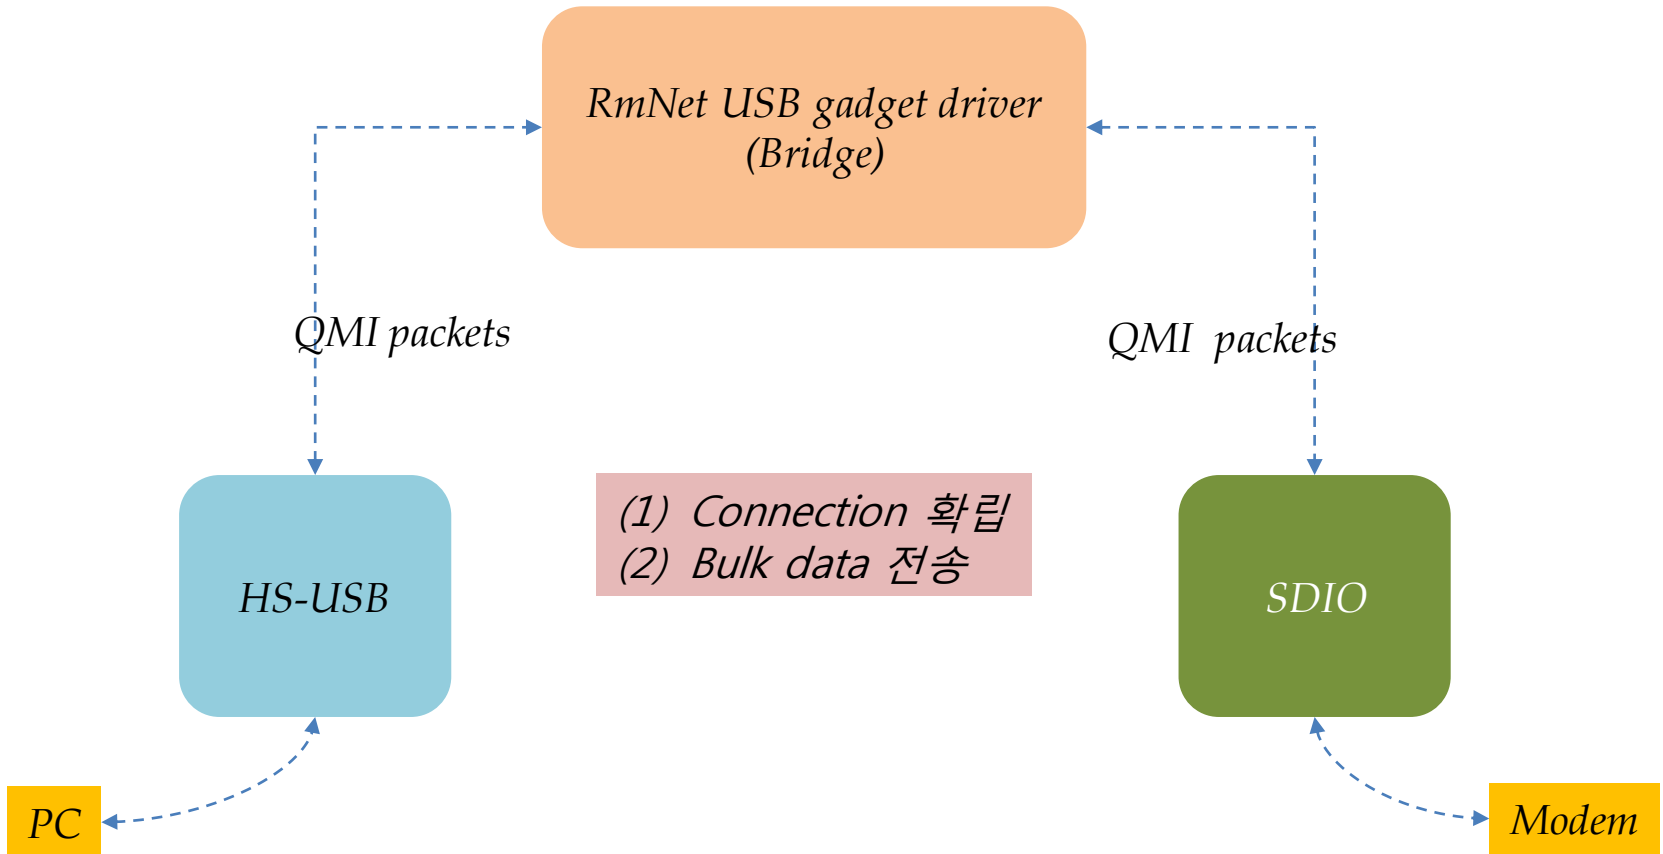 RmNet USB gadget driver
(Bridge)
QMI packets
QMI packets
(1) Connection 확립
(2) Bulk data 전송
HS-USB
SDIO
PC
Modem